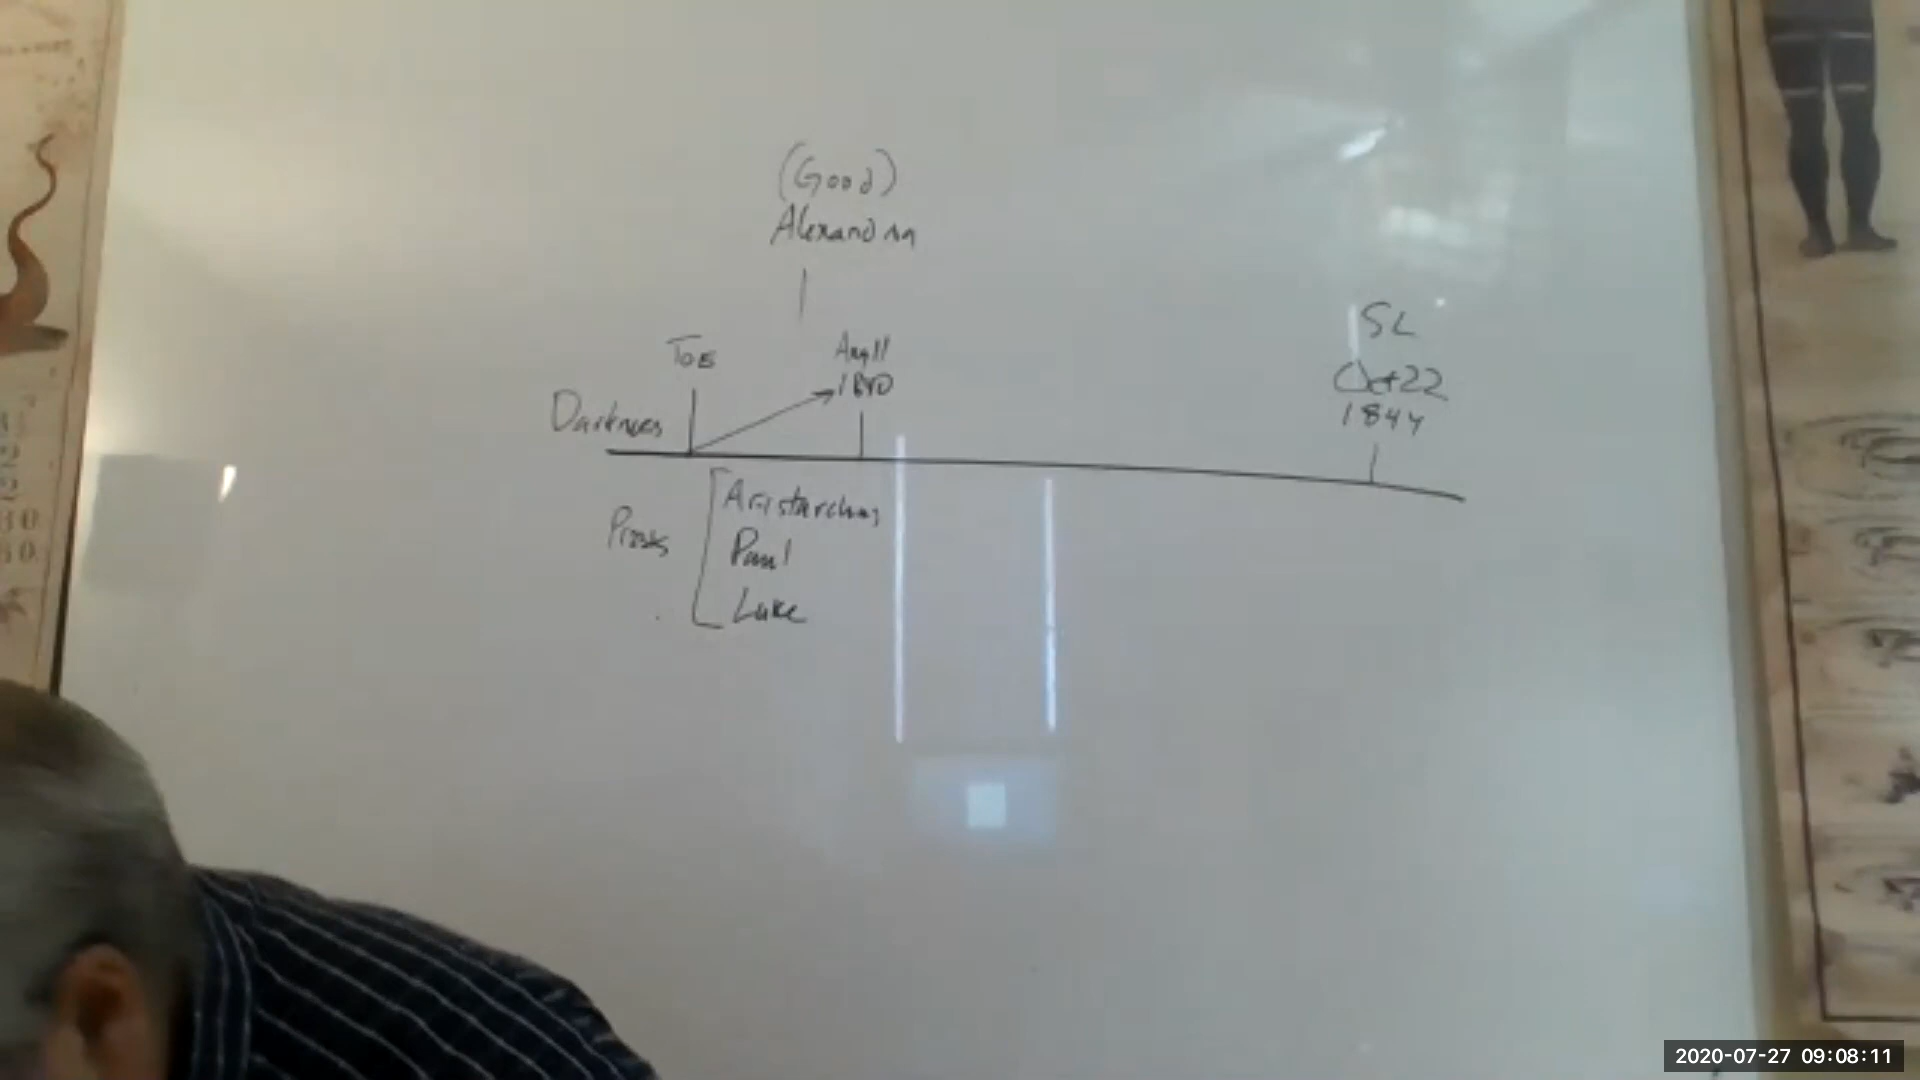 (Good)
Alexandria
SL
TOE
Aug 11
1840
Oct 22
1844
Darkness
Aristarchus
Paul
Luke
2020-07-27 09:08:11